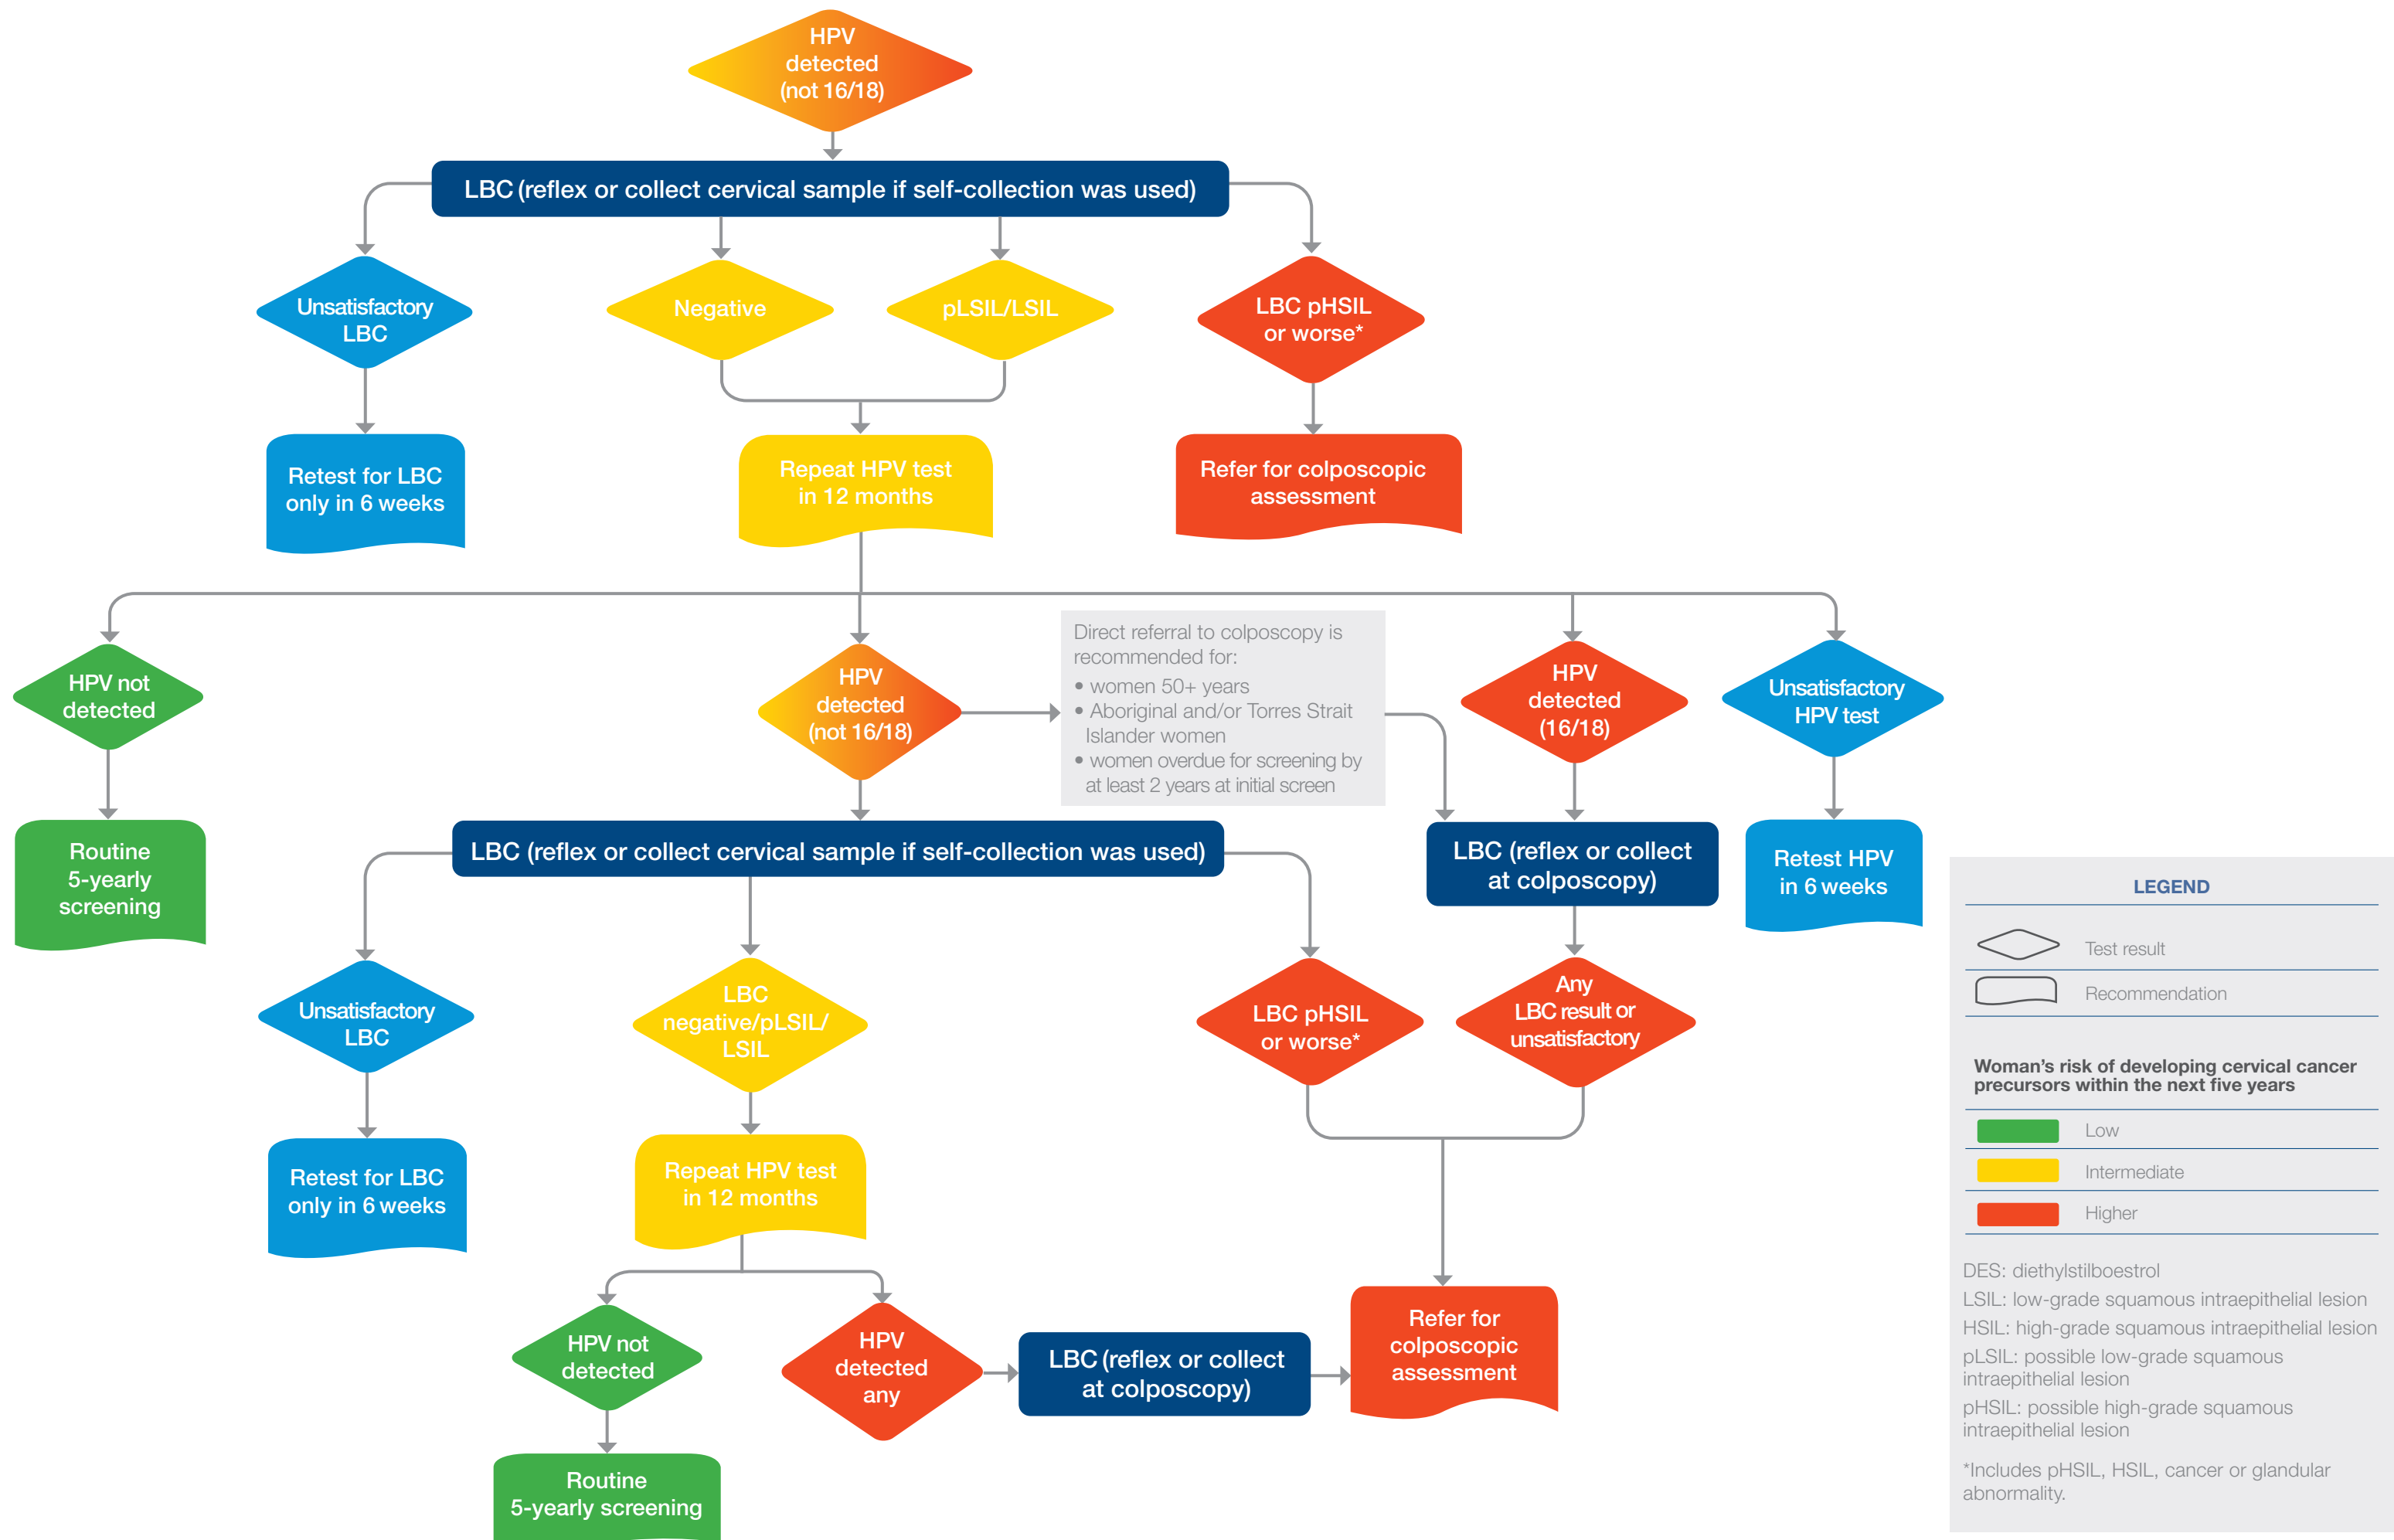 HPV
detected
(not 16/18)
LBC (reflex or collect cervical sample if self-collection was used)
Unsatisfactory
LBC
Negative
pLSIL/LSIL
LBC pHSIL
or worse*
Retest for LBC
only in 6 weeks
Repeat HPV test
in 12 months
Refer for colposcopic
assessment
HPV not
detected
HPV
detected
(not 16/18)
Direct referral to colposcopy is
recommended for:
• women 50+ years
• Aboriginal and/or Torres Strait
Islander women
• women overdue for screening by
at least 2 years at initial screen
HPV
detected
(16/18)
Unsatisfactory
HPV test
Routine
5-yearly
screening
LBC (reflex or collect cervical sample if self-collection was used)
LBC (reflex or collect
at colposcopy)
Retest HPV
in 6 weeks
Unsatisfactory
LBC
LBC
negative/pLSIL/
LSIL
LBC pHSIL
or worse*
Any
LBC result or
unsatisfactory
Retest for LBC
only in 6 weeks
Repeat HPV test
in 12 months
HPV not
detected
HPV
detected
any
LBC (reflex or collect
at colposcopy)
Refer for
colposcopic
assessment
Routine
5-yearly screening
LEGEND
Test result
Recommendation
Woman's risk of developing cervical cancer
precursors within the next five years
Low
Intermediate
Higher
DES: diethylstilboestrol
LSIL: low-grade squamous intraepithelial lesion
HSIL: high-grade squamous intraepithelial lesion
pLSIL: possible low-grade squamous
intraepithelial lesion
pHSIL: possible high-grade squamous
intraepithelial lesion
*Includes pHSIL, HSIL, cancer or glandular
abnormality.